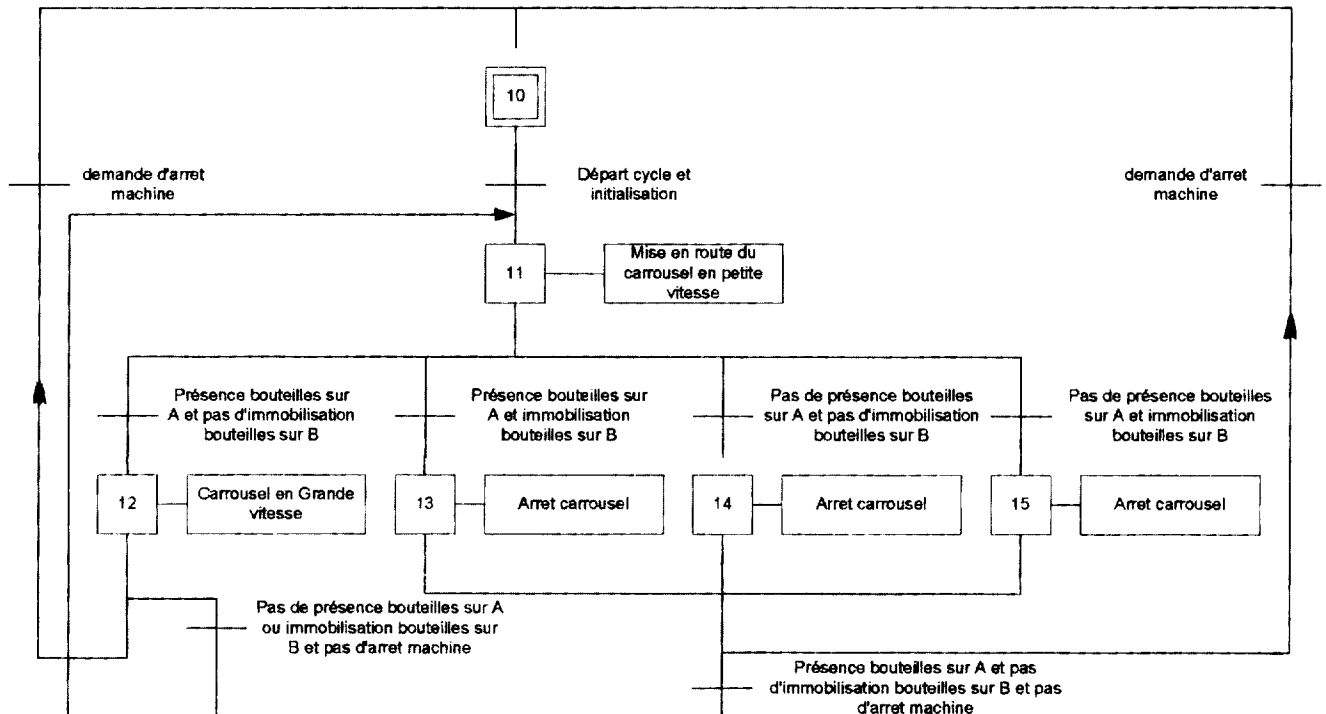 10
demande d'arret
machine
Départ cycle et
initialisation
demande d'arret
machine
11
Mise en route du
carrousel en petite
vitesse
Présence bouteilles sur
A et pas d'immobilisation
bouteilles sur B
Présence bouteilles sur
A et immobilisation
bouteilles sur B
Pas de présence bouteilles
sur A et pas d'immobilisation
bouteilles sur B
Pas de présence bouteilles
sur A et immobilisation
bouteilles sur B
12
Carrousel en Grande
vitesse
13
Arret carrousel
14
Arret carrousel
15
Arret carrousel
Pas de présence bouteilles sur A
ou immobilisation bouteilles sur
B et pas d'arret machine
Présence bouteilles sur A et pas
d'immobilisation bouteilles sur B et pas
d'arret machine